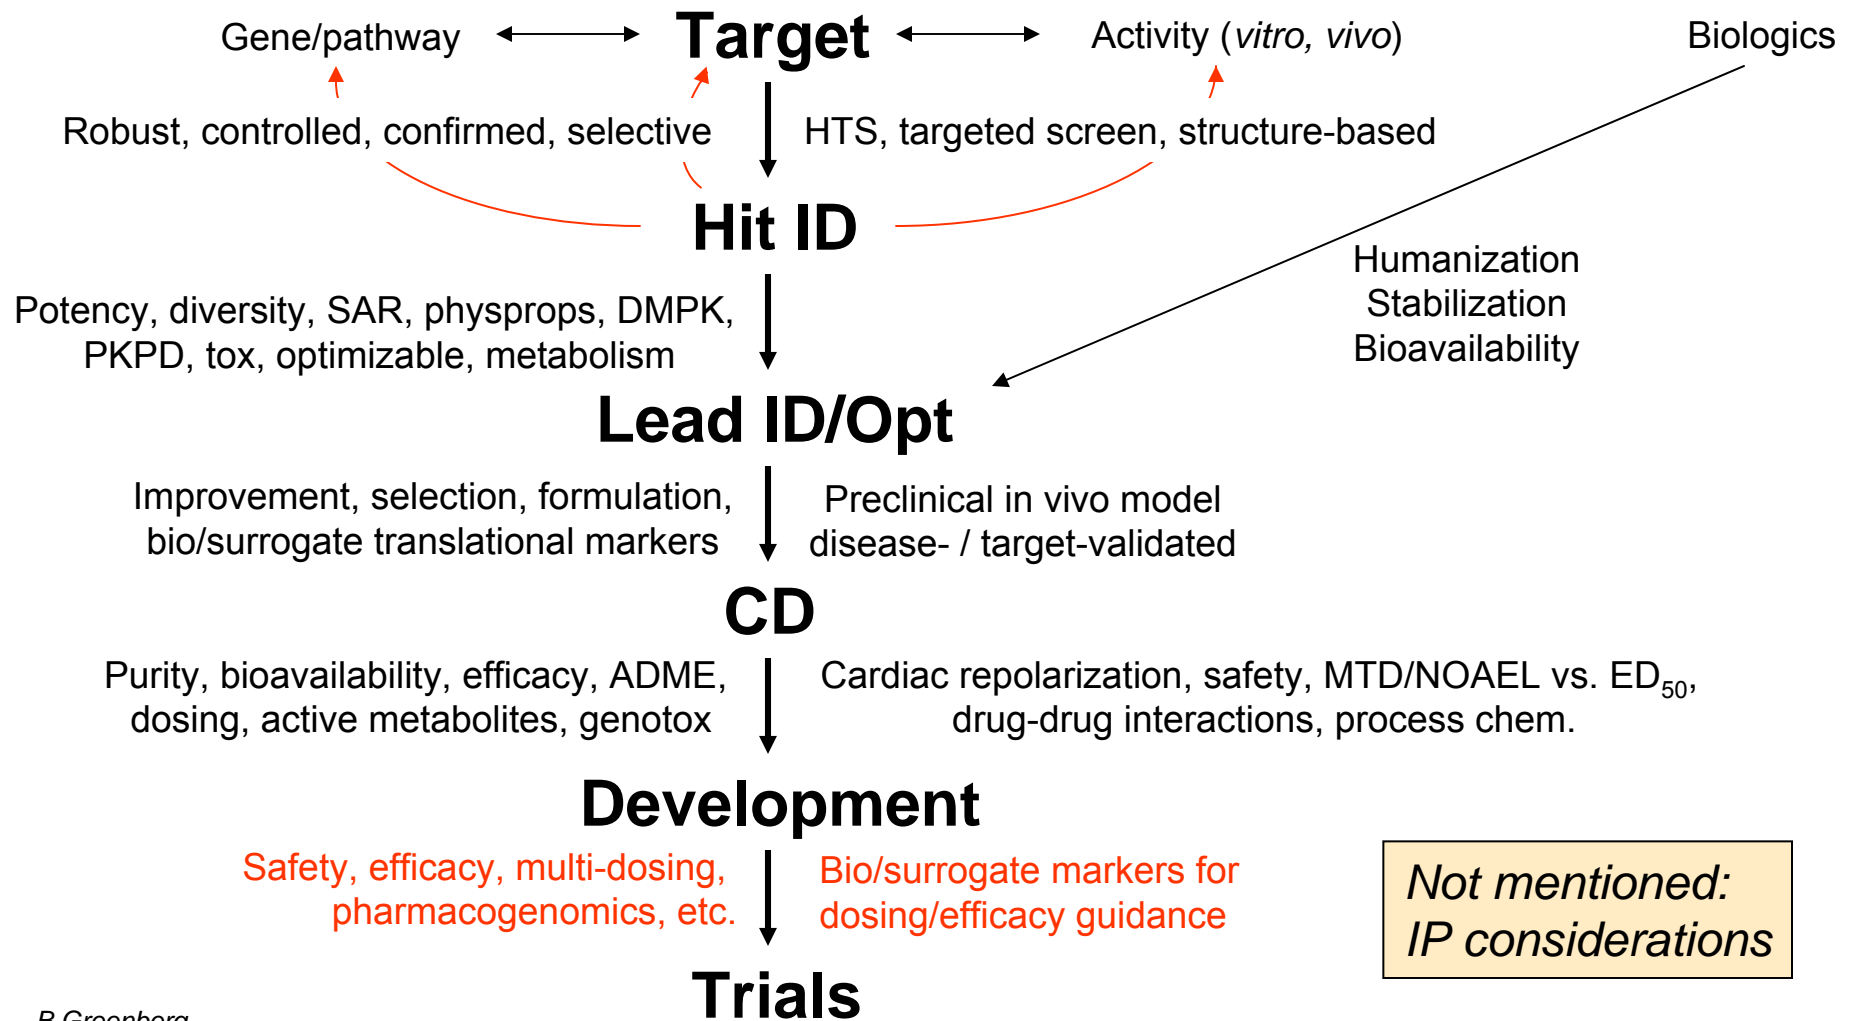 Gene/pathway
Target
Activity (vitro, vivo)
Biologics
Robust, controlled, confirmed, selective
HTS, targeted screen, structure-based
Hit ID
Humanization
Stabilization
Bioavailability
Potency, diversity, SAR, physprops, DMPK,
PKPD, tox, optimizable, metabolism
Lead ID/Opt
Improvement, selection, formulation,
bio/surrogate translational markers
Preclinical in vivo model
disease- / target-validated
CD
Purity, bioavailability, efficacy, ADME,
dosing, active metabolites, genotox
Cardiac repolarization, safety, MTD/NOAEL vs. ED50,
drug-drug interactions, process chem.
Development
Safety, efficacy, multi-dosing,
pharmacogenomics, etc.
Bio/surrogate markers for
dosing/efficacy guidance
Not mentioned:
IP considerations
Trials
B Greenberg